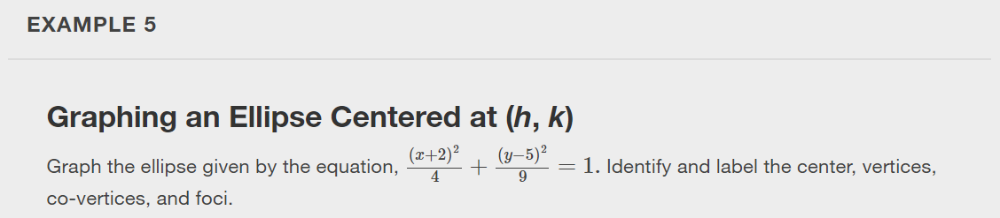 EXAMPLE 5
Graphing an Ellipse Centered at (h, k)
Graph the ellipse given by the equation, $\frac{(x+2)^2}{4} + \frac{(y-5)^2}{9} = 1.$ Identify and label the center, vertices,
co-vertices, and foci.